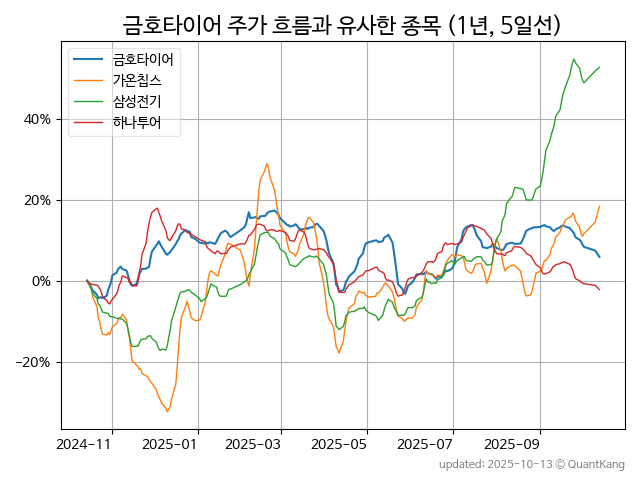 금호타이어 주가 흐름과 유사한 종목 (1년, 5일선)
금호타이어
가온칩스
삼성전기
하나투어
40%
20%
0%
−20%
2024-11
2025-01
2025-03
2025-05
2025-07
2025-09
updated: 2025-10-13 © QuantKang